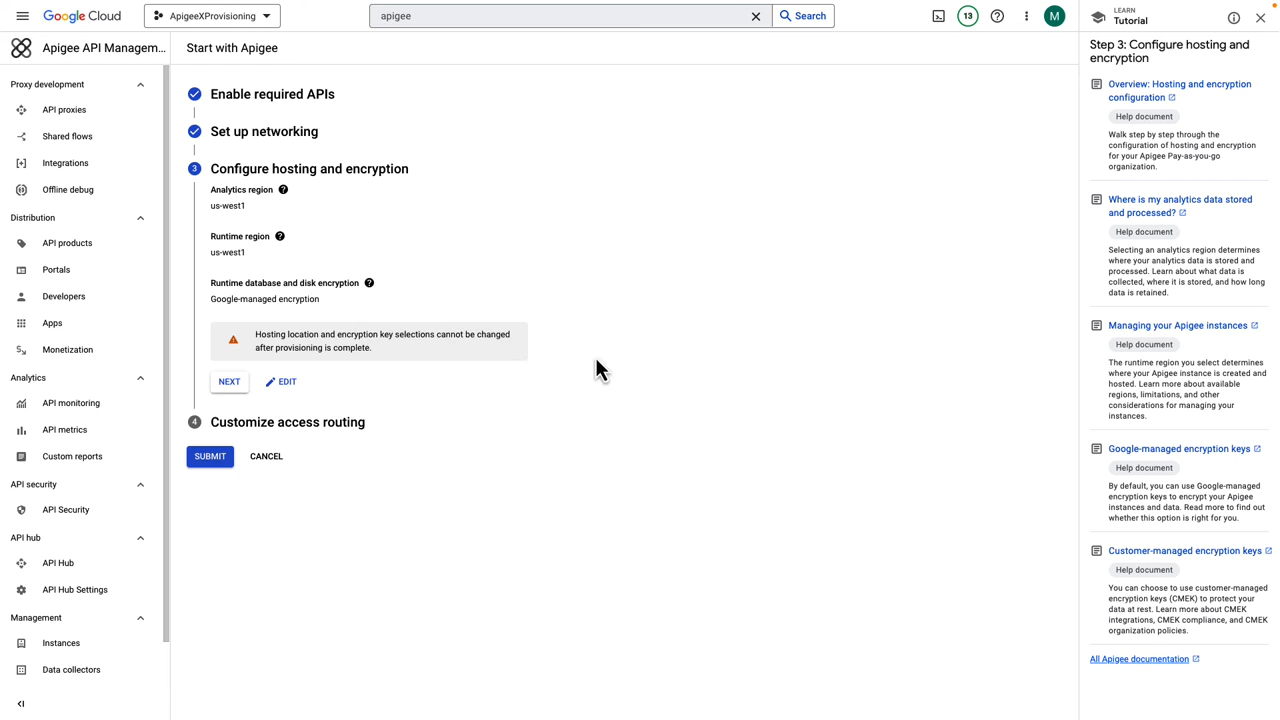 Google Cloud
ApigeeXProvisioning
apigee
Search
13
M
LEARN
Tutorial
Apigee API Managem...
Start with Apigee
Proxy development
API proxies
Shared flows
Integrations
Offline debug
Distribution
API products
Portals
Developers
Apps
Monetization
Analytics
API monitoring
API metrics
Custom reports
API security
API Security
API hub
API Hub
API Hub Settings
Management
Instances
Data collectors
Enable required APIs
Set up networking
3 Configure hosting and encryption
Analytics region
us-west1
Runtime region
us-west1
Runtime database and disk encryption
Google-managed encryption
Hosting location and encryption key selections cannot be changed
after provisioning is complete.
NEXT EDIT
4 Customize access routing
SUBMIT CANCEL
Step 3: Configure hosting and
encryption
Overview: Hosting and encryption
configuration
Help document
Walk step by step through the
configuration of hosting and encryption
for your Apigee Pay-as-you-go
organization.
Where is my analytics data stored
and processed?
Help document
Selecting an analytics region determines
where your analytics data is stored and
processed. Learn about what data is
collected, where it is stored, and how long
data is retained.
Managing your Apigee instances
Help document
The runtime region you select determines
where your Apigee instance is created and
hosted. Learn more about available
regions, limitations, and other
considerations for managing your
instances.
Google-managed encryption keys
Help document
By default, you can use Google-managed
encryption keys to encrypt your Apigee
instances and data. Read more to find out
whether this option is right for you.
Customer-managed encryption keys
Help document
You can choose to use customer-managed
encryption keys (CMEK) to protect your
data at rest. Learn more about CMEK
integrations, CMEK compliance, and CMEK
organization policies.
All Apigee documentation